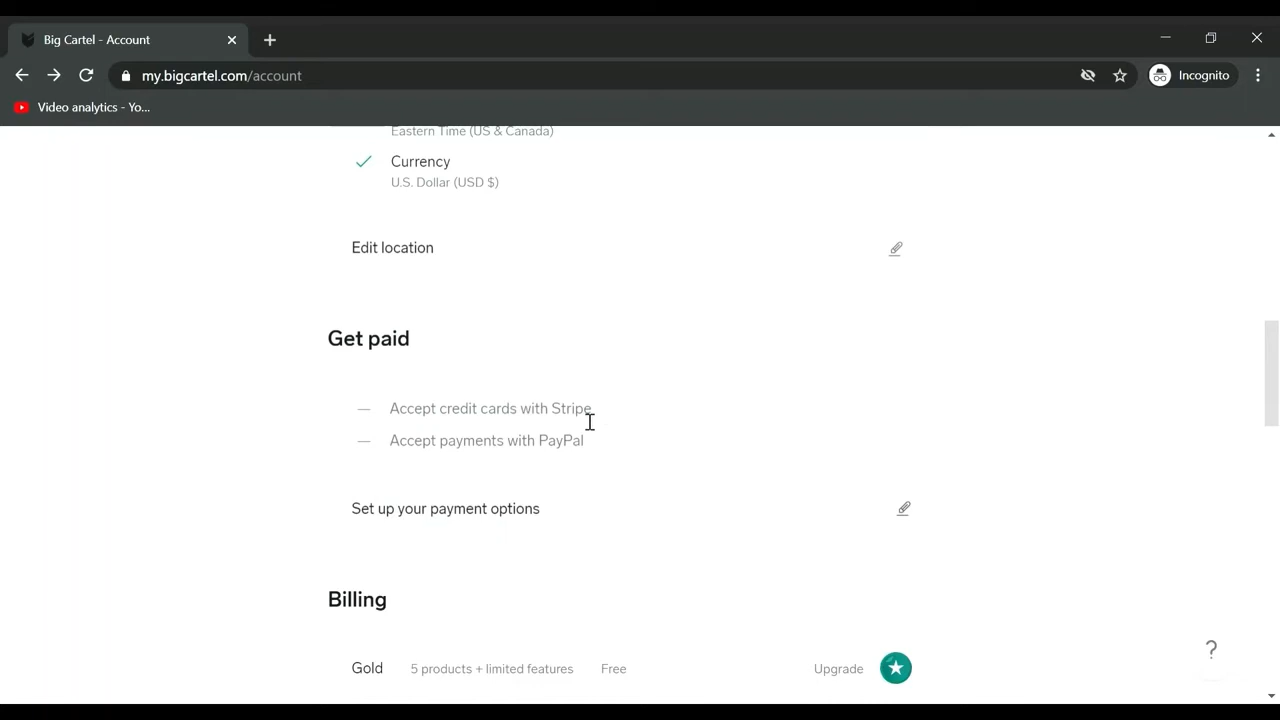 Big Cartel - Account
my.bigcartel.com/account
Incognito
Video analytics - Yo...
Eastern Time (US & Canada)
Currency
U.S. Dollar (USD $)
Edit location
Get paid
— Accept credit cards with Stripe
— Accept payments with PayPal
Set up your payment options
Billing
Gold 5 products + limited features Free Upgrade
?